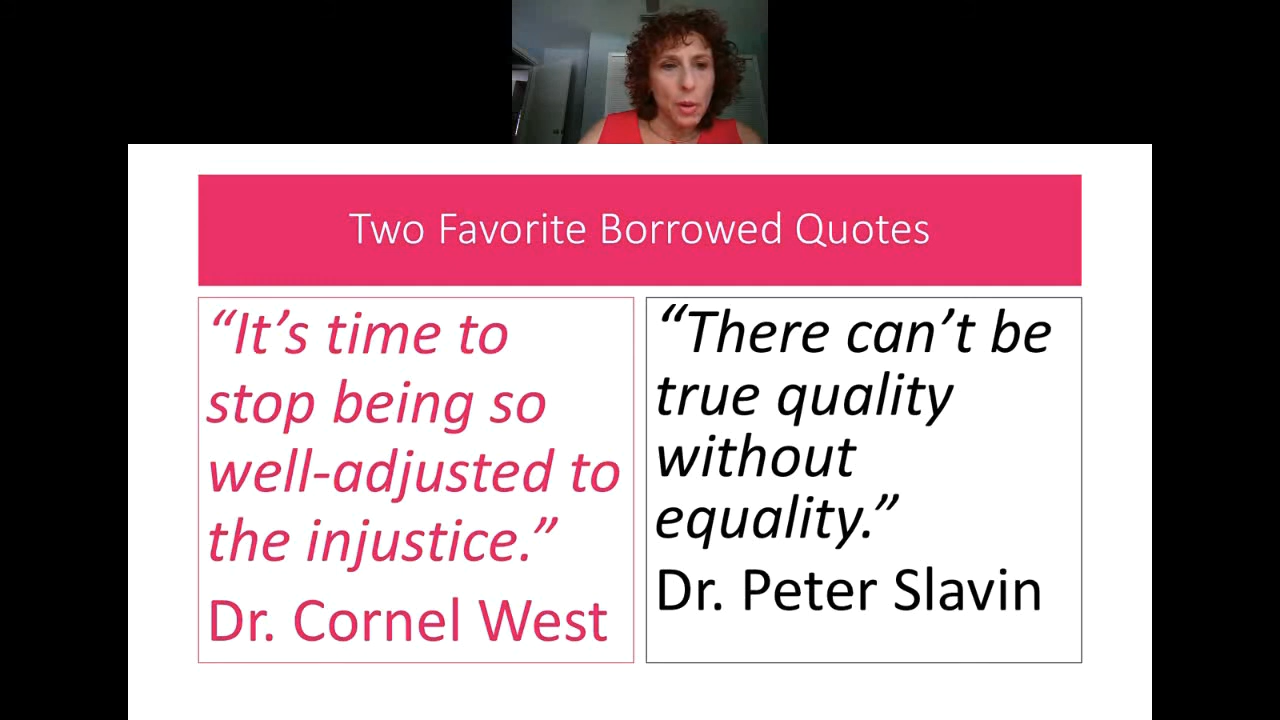 Two Favorite Borrowed Quotes
“It’s time to
stop being so
well-adjusted to
the injustice.”
Dr. Cornel West
“There can’t be
true quality
without
equality.”
Dr. Peter Slavin